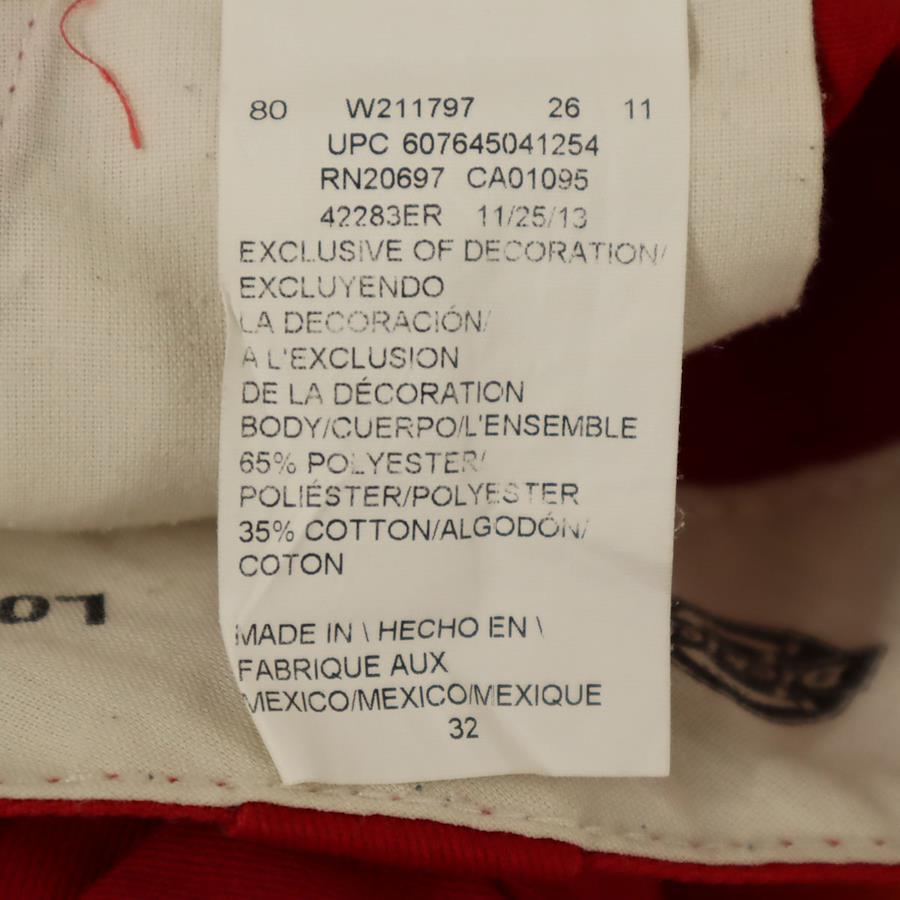 80 W211797 26 11
UPC 607645041254
RN20697 CA01095
42283ER 11/25/13
EXCLUSIVE OF DECORATION/
EXCLUYENDO
LA DECORACIÓN/
A L'EXCLUSION
DE LA DÉCORATION
BODY/CUERPO/L'ENSEMBLE
65% POLYESTER/
POLIÉSTER/POLYESTER
35% COTTON/ALGODÓN/
COTON
MADE IN \ HECHO EN \
FABRIQUE AUX
MEXICO/MEXICO/MEXIQUE
32
LO